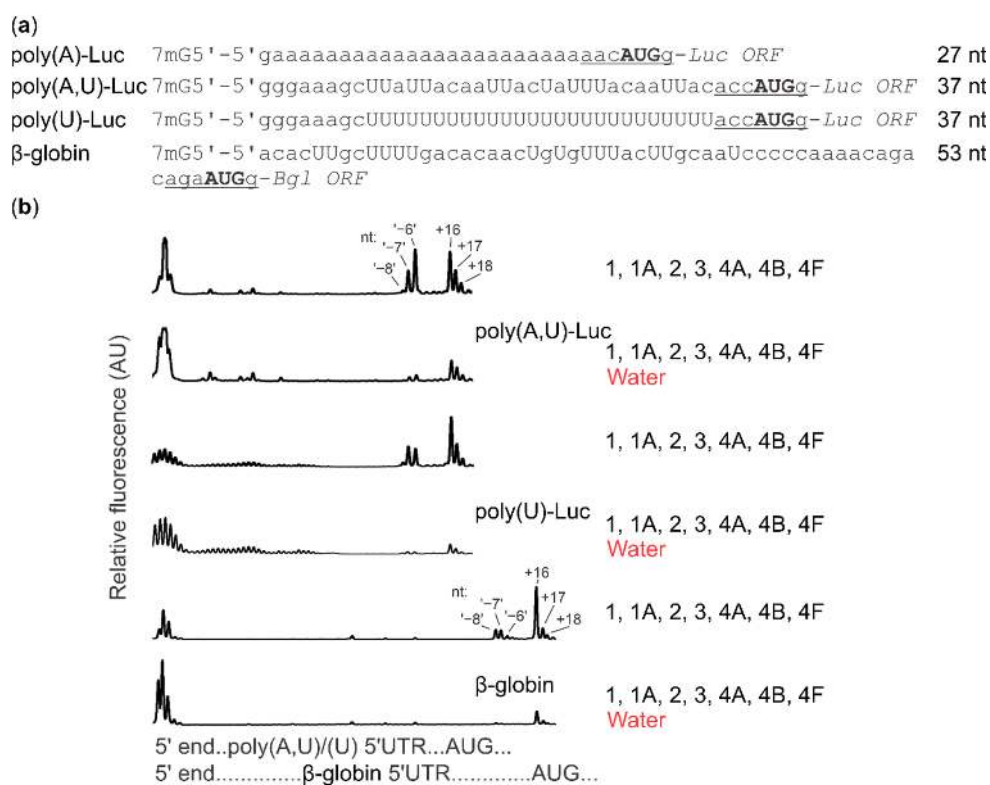 (a)
poly(A)-Luc 7mG5'-5'gaaaaaaaaaaaaaaaaaaaaaaaaacAUGg-Luc ORF 27 nt
poly(A,U)-Luc 7mG5'-5'gggaaagcUUaUUacaaUUacUaUUUacaaUUacaccAUGg-Luc ORF 37 nt
poly(U)-Luc 7mG5'-5'gggaaagcUUUUUUUUUUUUUUUUUUUUUUUUUUaccAUGg-Luc ORF 37 nt
β-globin 7mG5'-5'acacUUgcUUUUgacacaacUgUgUUUacUUgcaaUcccccaaaacaga 53 nt
cagaAUGg-Bgl ORF
(b)
Relative fluorescence (AU)
nt: '−8' '−7' '−6' +16 +17 +18
1, 1A, 2, 3, 4A, 4B, 4F
poly(A,U)-Luc
1, 1A, 2, 3, 4A, 4B, 4F
Water
1, 1A, 2, 3, 4A, 4B, 4F
poly(U)-Luc
1, 1A, 2, 3, 4A, 4B, 4F
Water
nt: '−8' '−7' '−6' +16 +17 +18
1, 1A, 2, 3, 4A, 4B, 4F
β-globin
1, 1A, 2, 3, 4A, 4B, 4F
Water
5' end..poly(A,U)/(U) 5'UTR...AUG...
5' end.............β-globin 5'UTR............AUG...